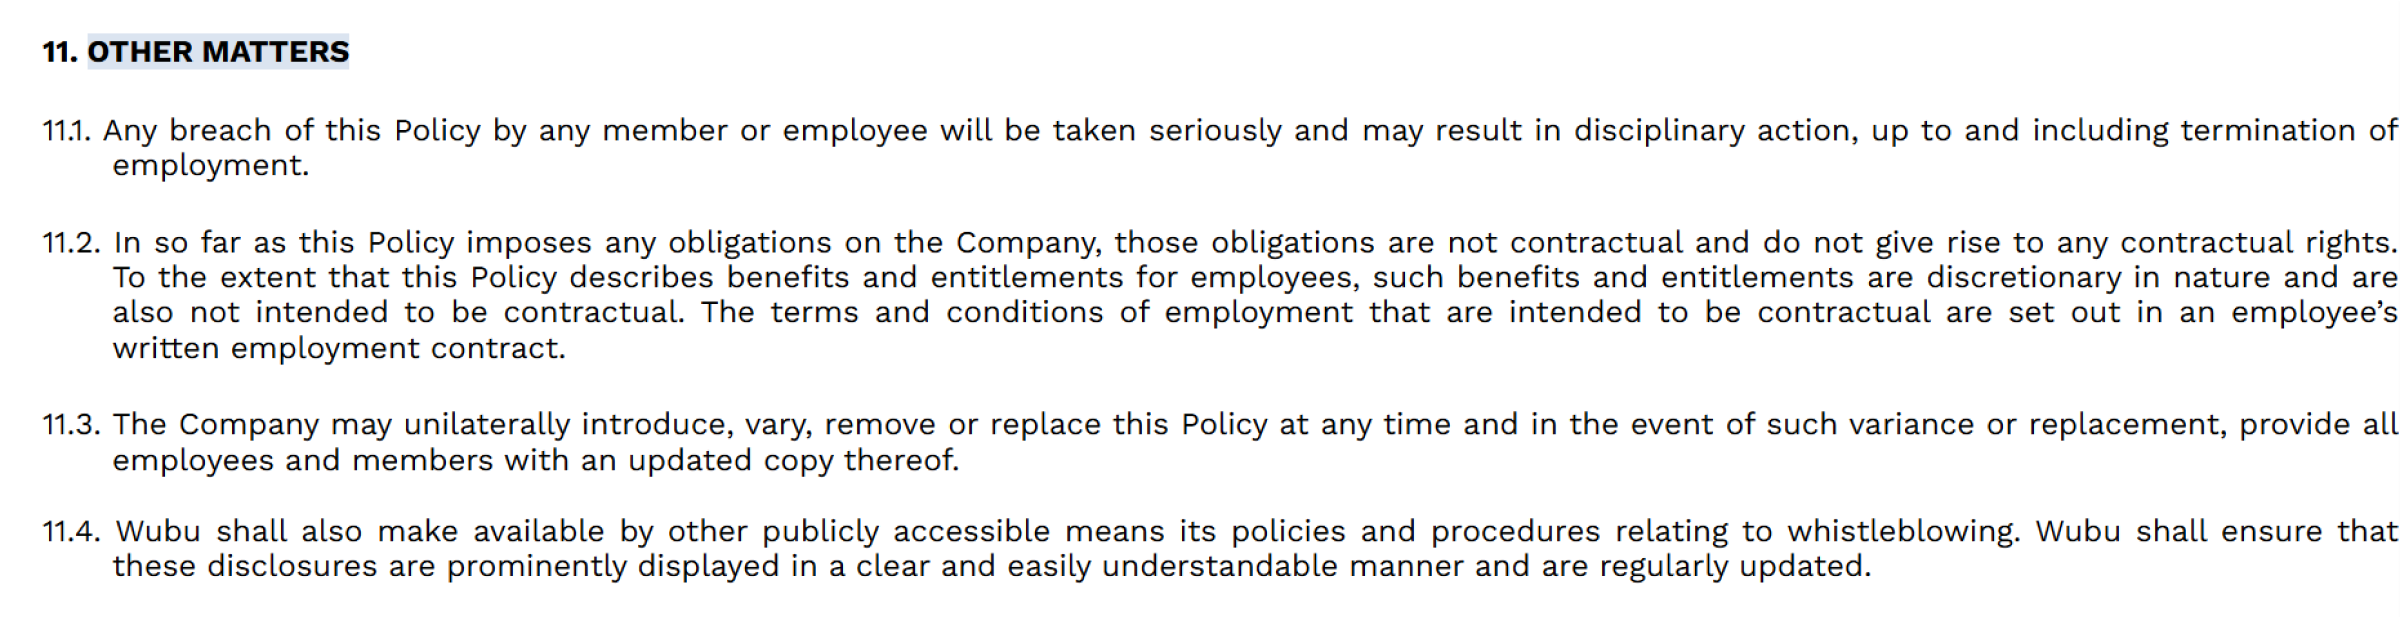 11. OTHER MATTERS
11.1. Any breach of this Policy by any member or employee will be taken seriously and may result in disciplinary action, up to and including termination of
employment.
11.2. In so far as this Policy imposes any obligations on the Company, those obligations are not contractual and do not give rise to any contractual rights.
To the extent that this Policy describes benefits and entitlements for employees, such benefits and entitlements are discretionary in nature and are
also not intended to be contractual. The terms and conditions of employment that are intended to be contractual are set out in an employee’s
written employment contract.
11.3. The Company may unilaterally introduce, vary, remove or replace this Policy at any time and in the event of such variance or replacement, provide all
employees and members with an updated copy thereof.
11.4. Wubu shall also make available by other publicly accessible means its policies and procedures relating to whistleblowing. Wubu shall ensure that
these disclosures are prominently displayed in a clear and easily understandable manner and are regularly updated.